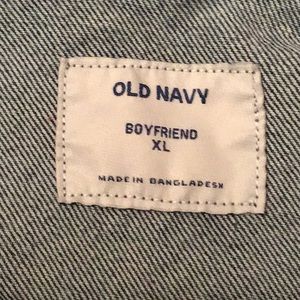 OLD NAVY
BOYFRIEND
XL
MADE IN BANGLADESH